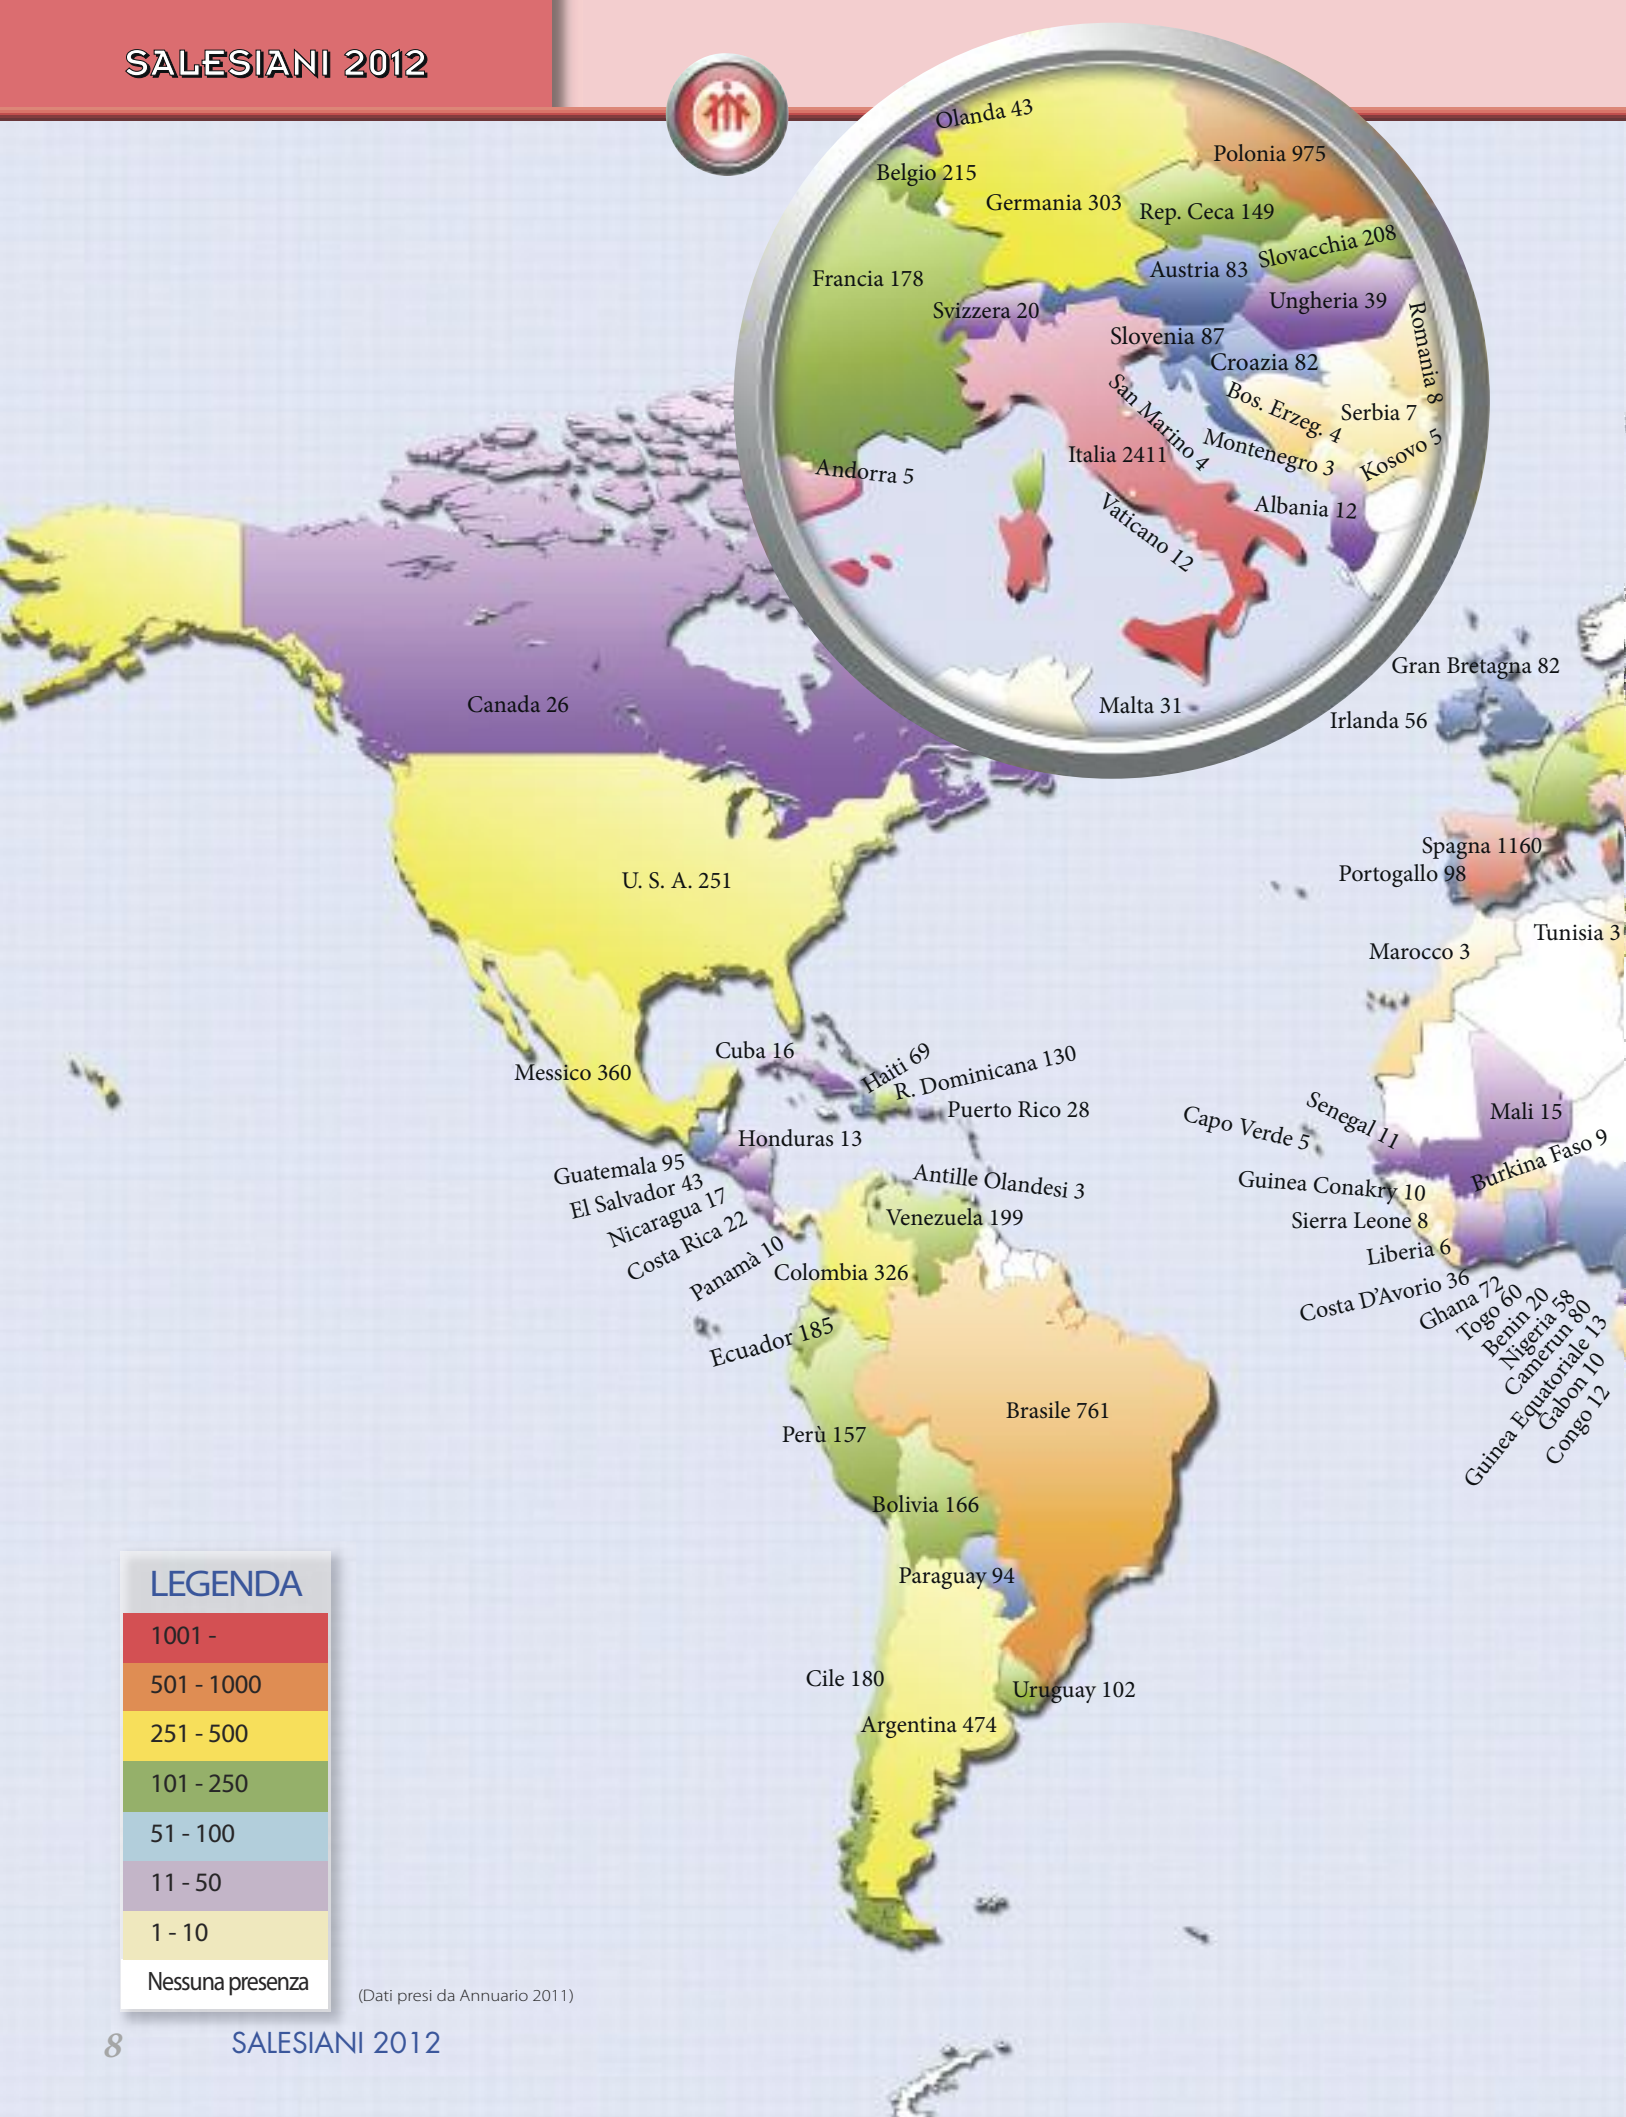 SALESIANI 2012
Olanda 43
Polonia 975
Belgio 215
Germania 303
Rep. Ceca 149
Slovacchia 208
Austria 83
Francia 178
Ungheria 39
Svizzera 20
Romania 8
Slovenia 87
Croazia 82
Bos. Erzeg. 4
Serbia 7
San Marino 4
Montenegro 3
Kosovo 5
Italia 2411
Andorra 5
Albania 12
Vaticano 12
Malta 31
Gran Bretagna 82
Irlanda 56
Canada 26
U. S. A. 251
Spagna 1160
Portogallo 98
Tunisia 3
Marocco 3
Messico 360
Cuba 16
Haiti 69
R. Dominicana 130
Puerto Rico 28
Honduras 13
Guatemala 95
El Salvador 43
Nicaragua 17
Costa Rica 22
Panamà 10
Antille Olandesi 3
Venezuela 199
Colombia 326
Ecuador 185
Brasile 761
Perù 157
Bolivia 166
Paraguay 94
Cile 180
Uruguay 102
Argentina 474
Capo Verde 5
Senegal 11
Mali 15
Burkina Faso 9
Guinea Conakry 10
Sierra Leone 8
Liberia 6
Costa D'Avorio 36
Ghana 72
Togo 60
Benin 20
Nigeria 58
Camerun 80
Guinea Equatoriale 13
Gabon 10
Congo 12
LEGENDA
1001 -
501 - 1000
251 - 500
101 - 250
51 - 100
11 - 50
1 - 10
Nessuna presenza
(Dati presi da Annuario 2011)
8
SALESIANI 2012